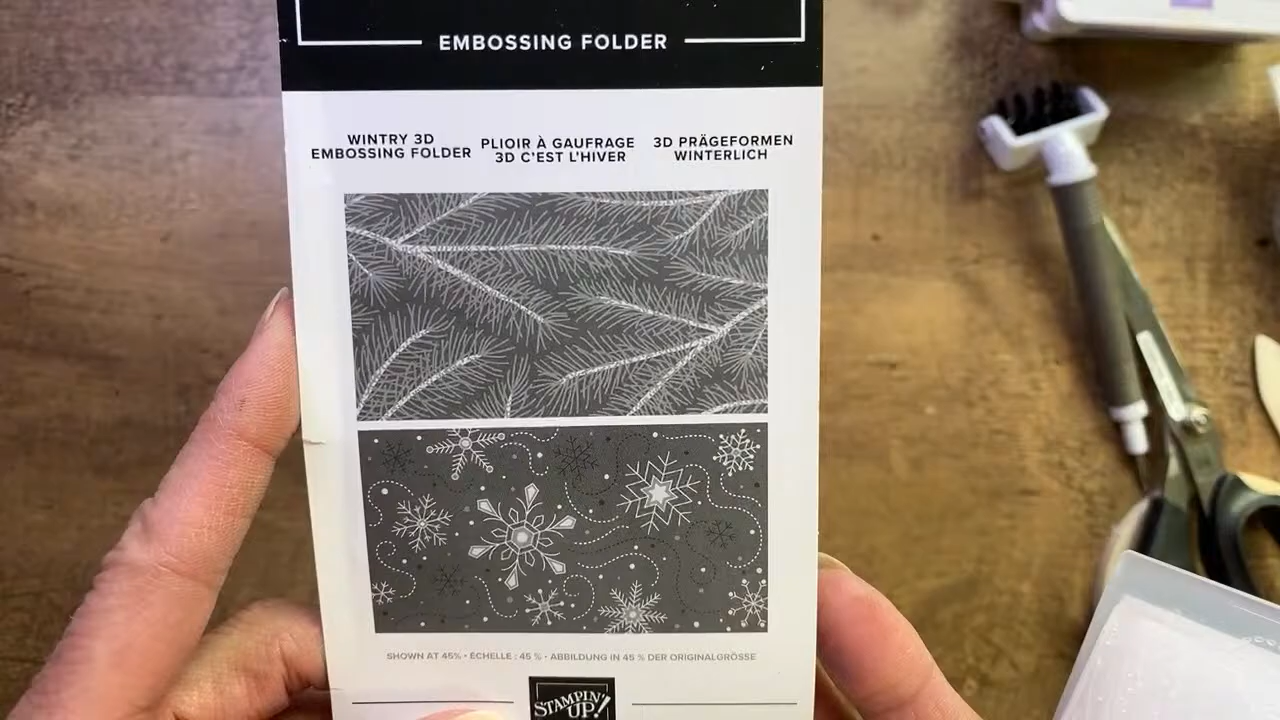 EMBOSSING FOLDER
WINTRY 3D
EMBOSSING FOLDER
PLIOIR À GAUFRAGE
3D C'EST L'HIVER
3D PRÄGEFORMEN
WINTERLICH
SHOWN AT 45% • ÉCHELLE : 45 % • ABBILDUNG IN 45 % DER ORIGINALGRÖSSE
STAMPIN'
UP!